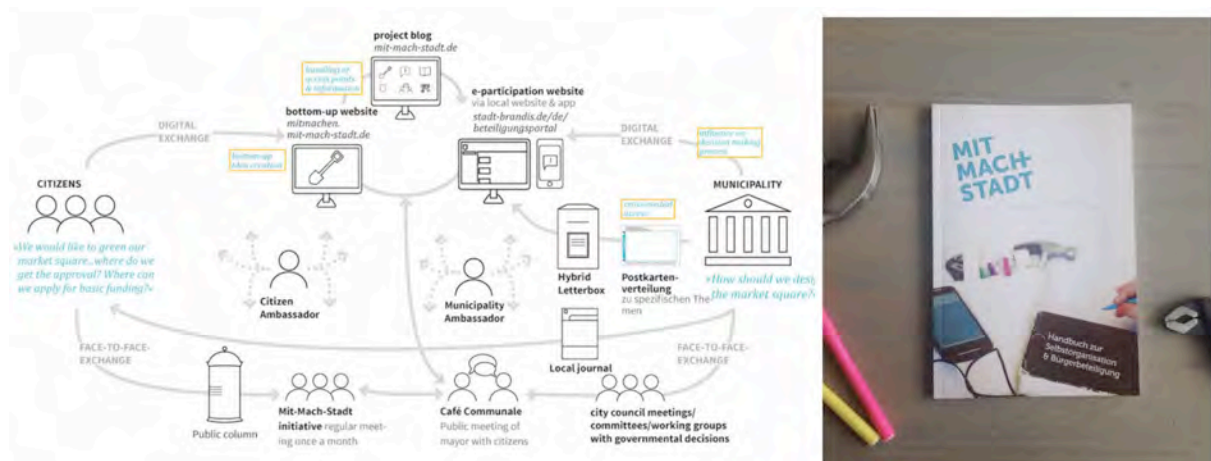 project blog
mit-mach-stadt.de
bundling of
access points
& information
e-participation website
via local website & app
stadt-brandis.de/de/
beteiligungsportal
bottom-up website
mitmachen.
mit-mach-stadt.de
DIGITAL
EXCHANGE
DIGITAL
EXCHANGE
influence on
decision making
process
bottom-up
idea creation
CITIZENS
MUNICIPALITY
»We would like to green our
market square..where do we
get the approval? Where can
we apply for basic funding?«
Citizen
Ambassador
Municipality
Ambassador
Hybrid
Letterbox
cross-medial
access
Postkarten-
verteilung
zu spezifischen The
men
»How should we desi
the market square?«
FACE-TO-FACE-
EXCHANGE
FACE-TO-FACE-
EXCHANGE
Local journal
Public column
Mit-Mach-Stadt
initiative regular meet-
ing once a month
Café Communale
Public meeting of
mayor with citizens
city council meetings/
committees/working groups
with governmental decisions
MIT
MACH-
STADT
Handbuch zur
Selbstorganisation
& Bürgerbeteiligung